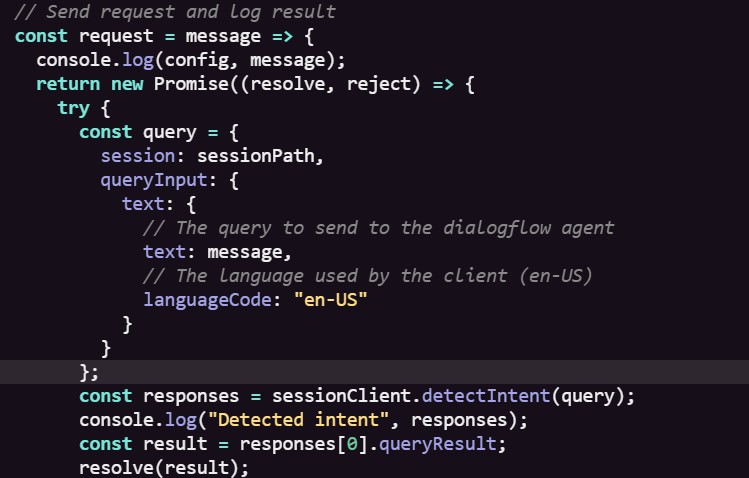 // Send request and log result
const request = message => {
  console.log(config, message);
  return new Promise((resolve, reject) => {
    try {
      const query = {
        session: sessionPath,
        queryInput: {
          text: {
            // The query to send to the dialogflow agent
            text: message,
            // The language used by the client (en-US)
            languageCode: "en-US"
          }
        }
      };
      const responses = sessionClient.detectIntent(query);
      console.log("Detected intent", responses);
      const result = responses[0].queryResult;
      resolve(result);